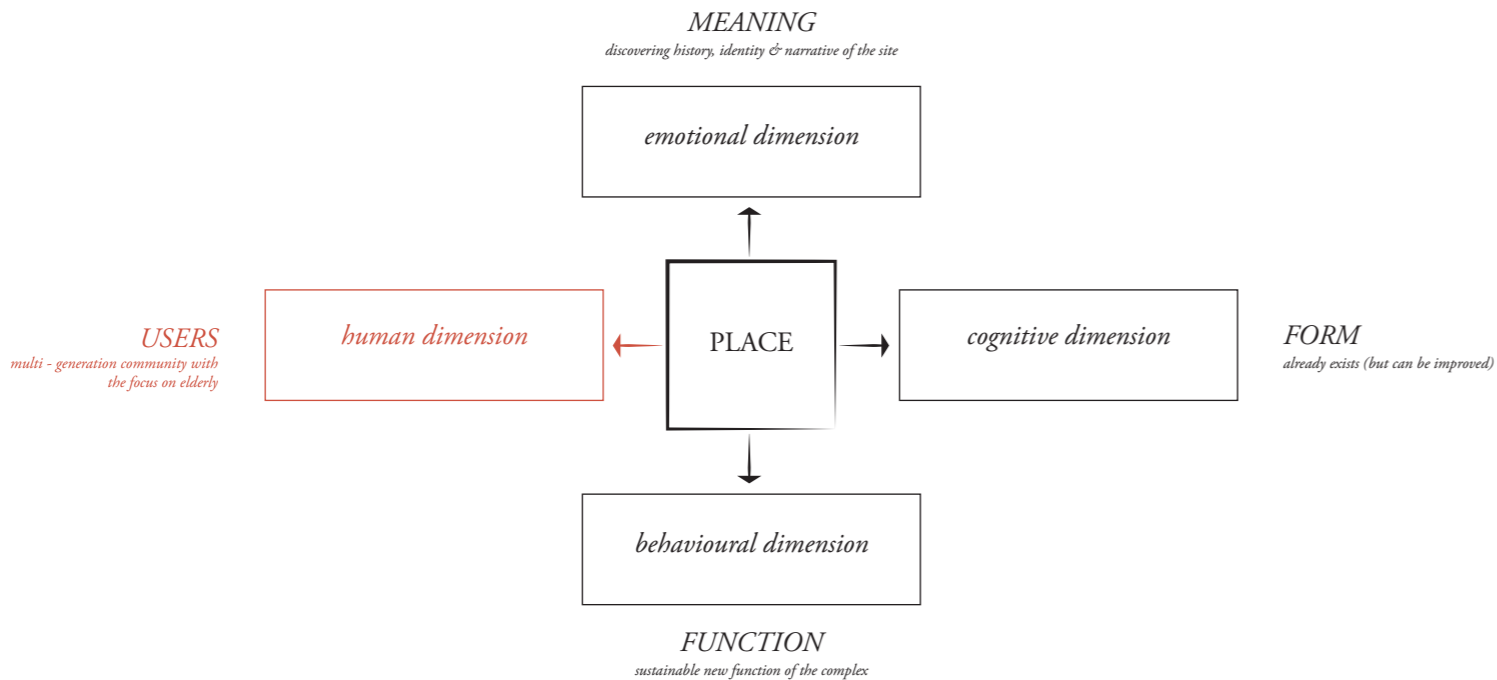 MEANING
discovering history, identity & narrative of the site
emotional dimension
USERS
multi - generation community with
the focus on elderly
human dimension
PLACE
cognitive dimension
FORM
already exists (but can be improved)
behavioural dimension
FUNCTION
sustainable new function of the complex